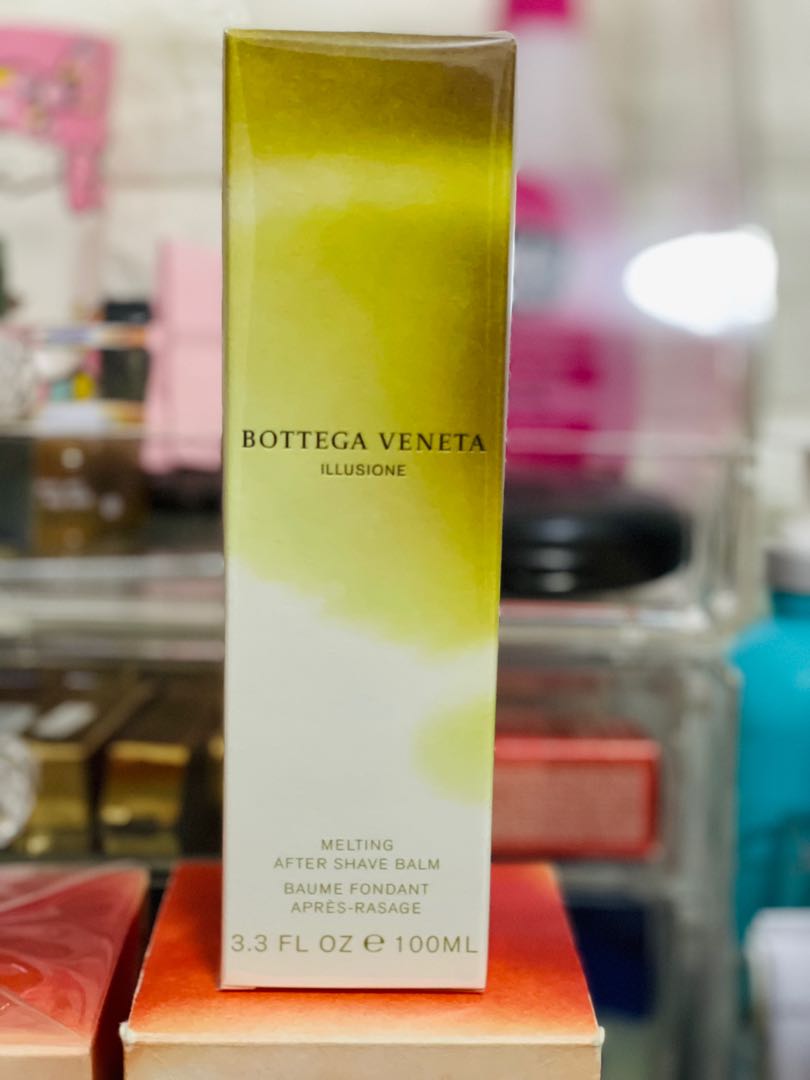 BOTTEGA VENETA
ILLUSIONE
MELTING
AFTER SHAVE BALM
BAUME FONDANT
APRÈS-RASAGE
3.3 FL OZ ℮ 100ML